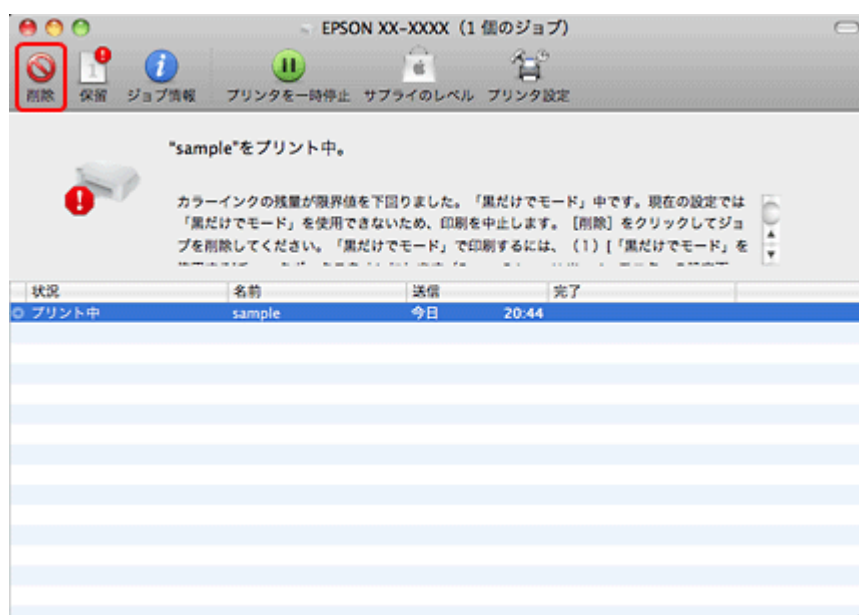 EPSON XX-XXXX（1 個のジョブ）
削除 保留 ジョブ情報 プリンタを一時停止 サプライのレベル プリンタ設定
"sample"をプリント中。
カラーインクの残量が限界値を下回りました。「黒だけでモード」中です。現在の設定では
「黒だけでモード」を使用できないため、印刷を中止します。［削除］をクリックしてジョ
ブを削除してください。「黒だけでモード」で印刷するには、（1）[「黒だけでモード」を
状況 名前 送信 完了
プリント中 sample 今日 20:44